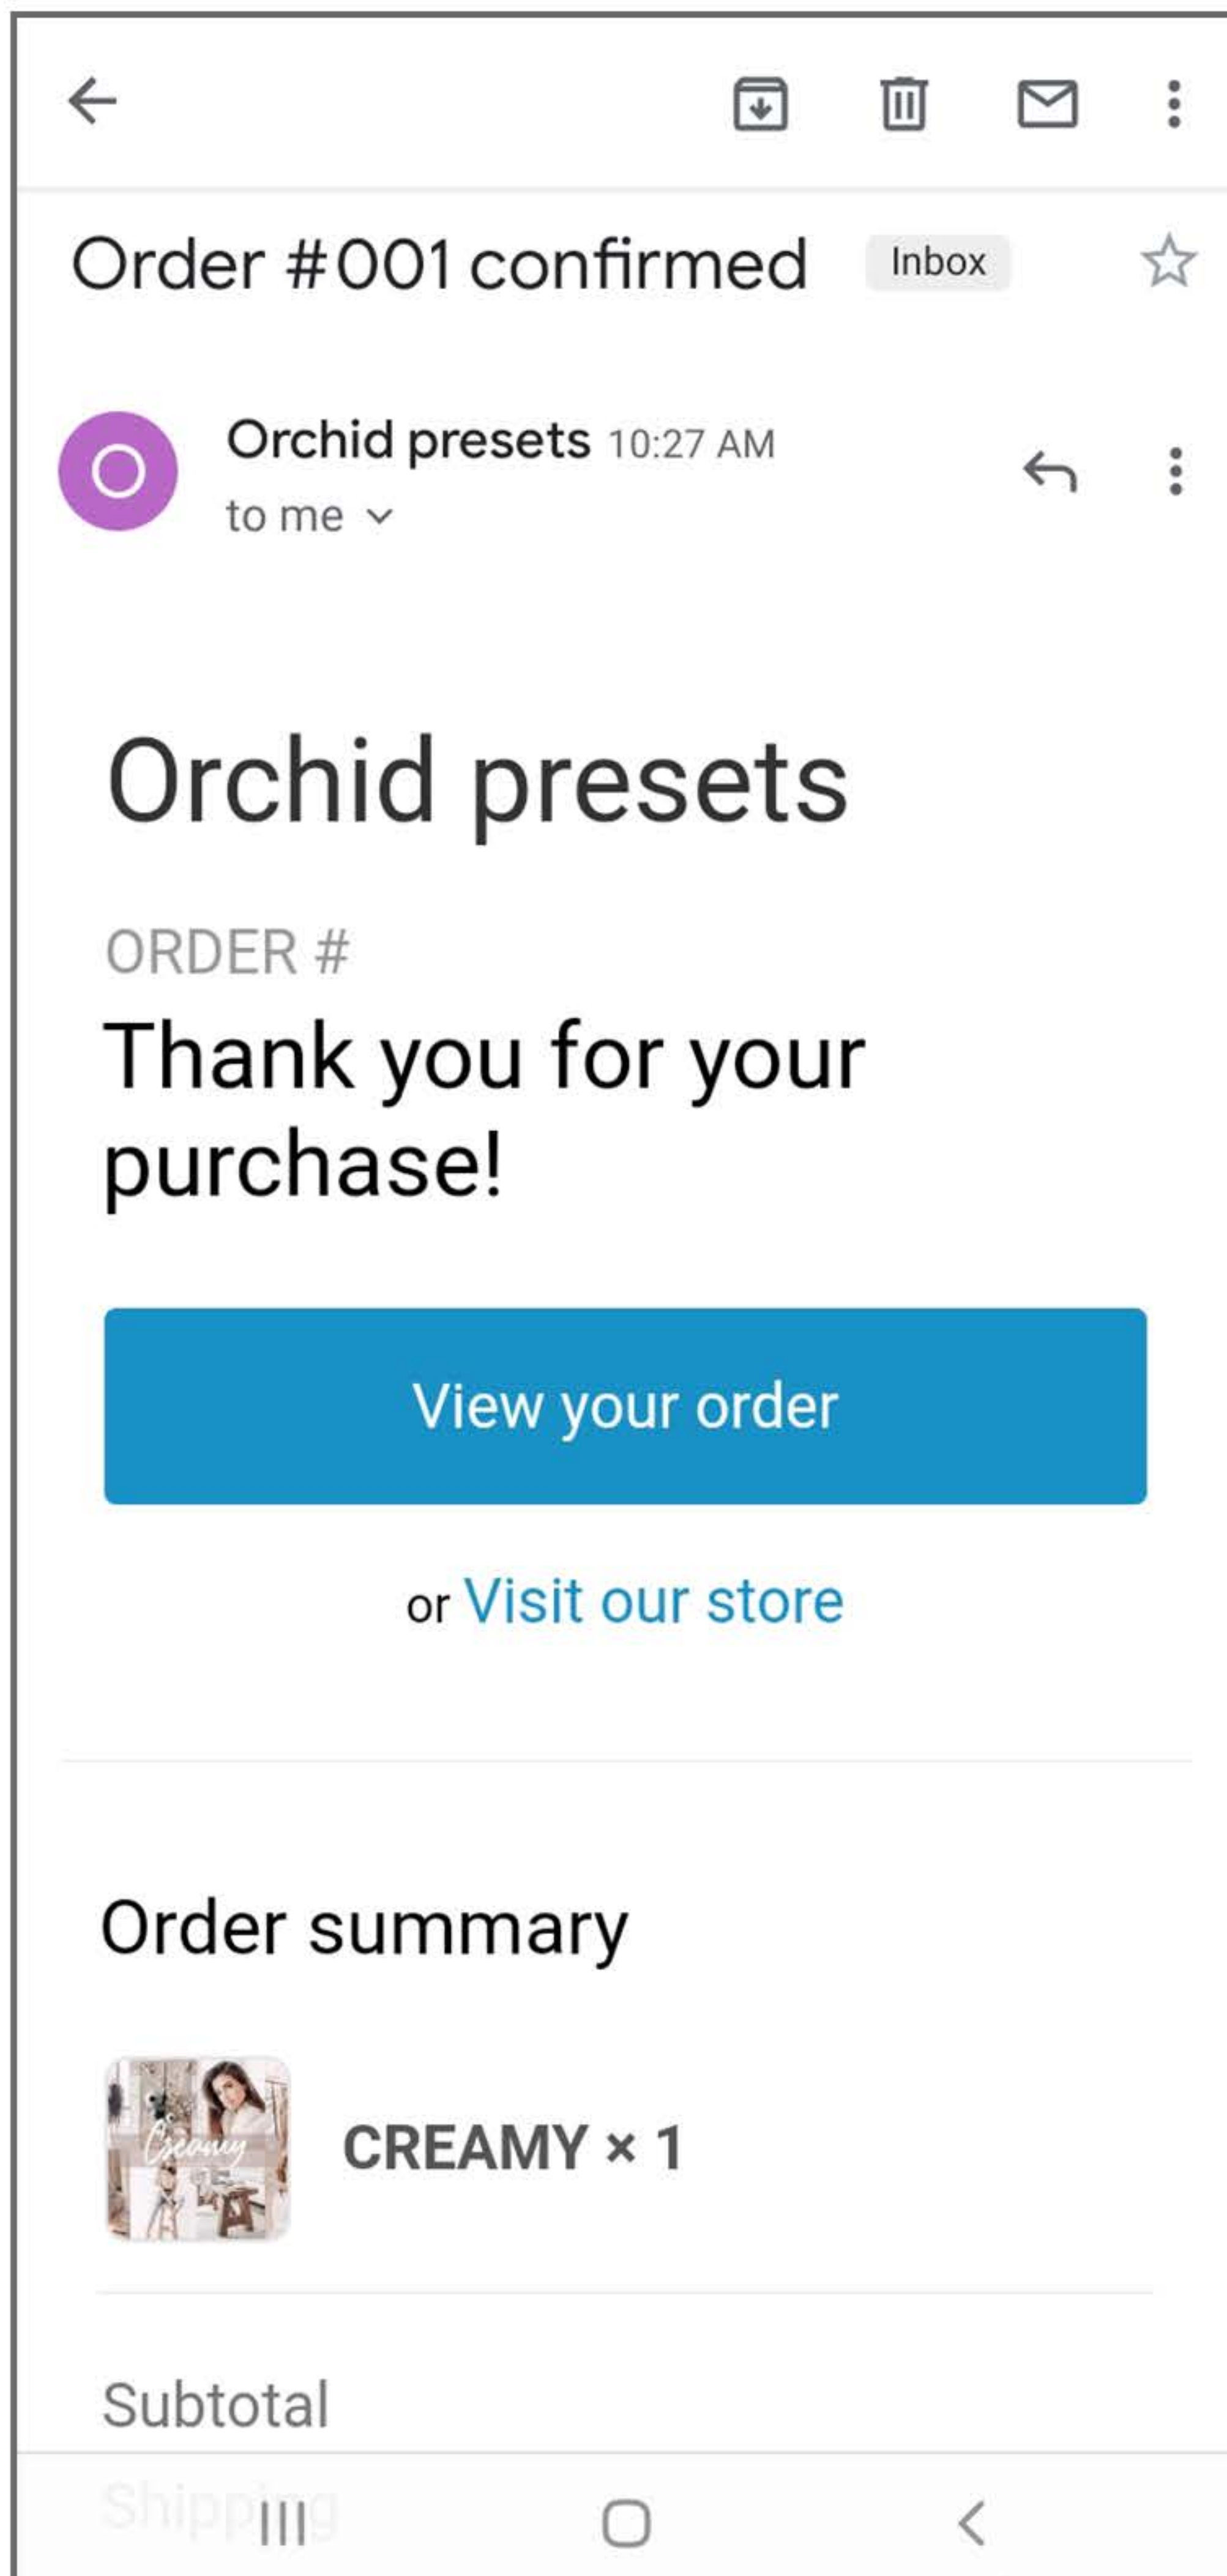 Order #001 confirmed Inbox
O
Orchid presets 10:27 AM
to me
Orchid presets
ORDER #
Thank you for your
purchase!
View your order
or Visit our store
Order summary
Creamy
CREAMY × 1
Subtotal
Shipping